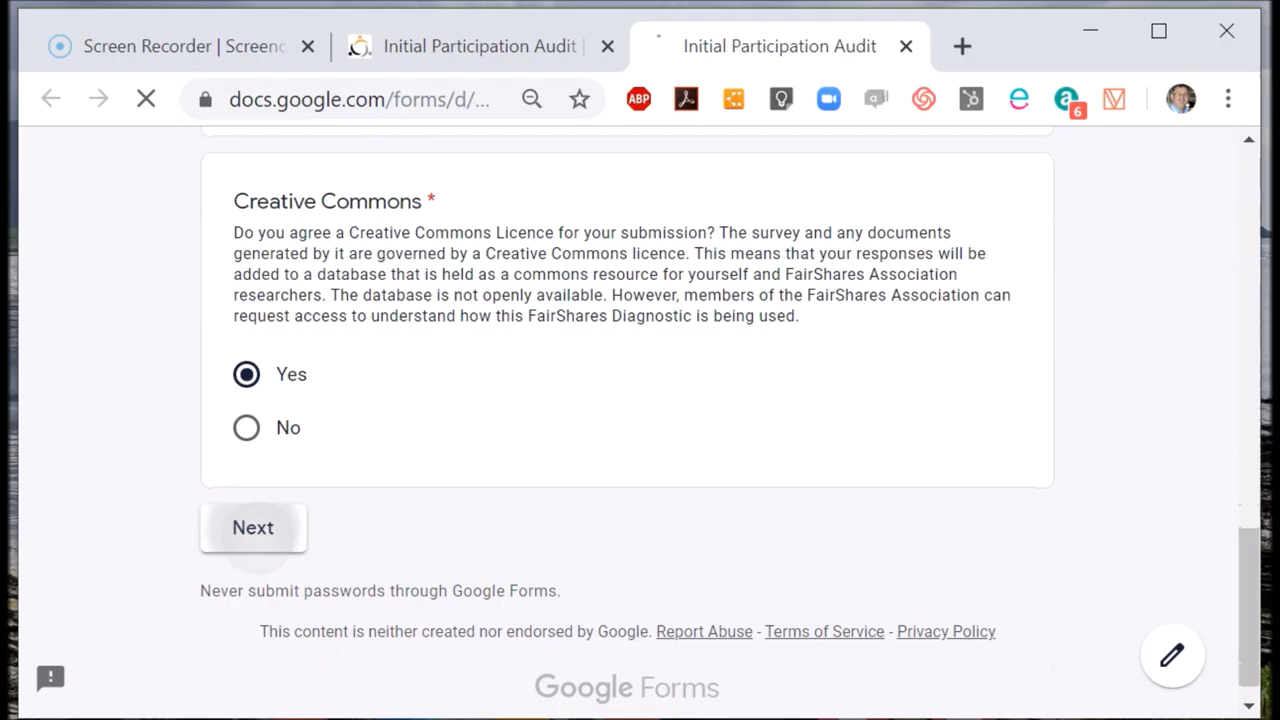 Screen Recorder | Screenc
Initial Participation Audit |
Initial Participation Audit
docs.google.com/forms/d/...
ABP
a
6
Creative Commons *
Do you agree a Creative Commons Licence for your submission? The survey and any documents
generated by it are governed by a Creative Commons licence. This means that your responses will be
added to a database that is held as a commons resource for yourself and FairShares Association
researchers. The database is not openly available. However, members of the FairShares Association can
request access to understand how this FairShares Diagnostic is being used.
Yes
No
Next
Never submit passwords through Google Forms.
This content is neither created nor endorsed by Google. Report Abuse - Terms of Service - Privacy Policy
Google Forms